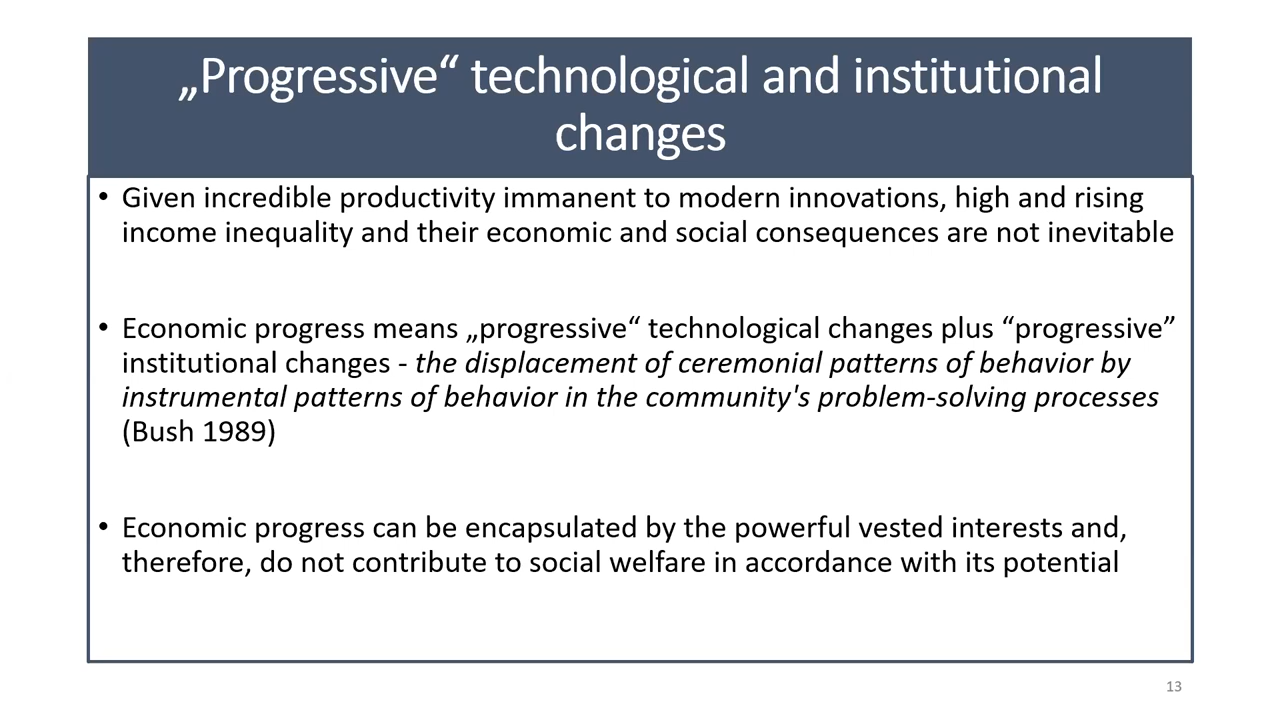 „Progressive“ technological and institutional
changes
• Given incredible productivity immanent to modern innovations, high and rising
income inequality and their economic and social consequences are not inevitable
• Economic progress means „progressive“ technological changes plus “progressive”
institutional changes - the displacement of ceremonial patterns of behavior by
instrumental patterns of behavior in the community's problem-solving processes
(Bush 1989)
• Economic progress can be encapsulated by the powerful vested interests and,
therefore, do not contribute to social welfare in accordance with its potential
13